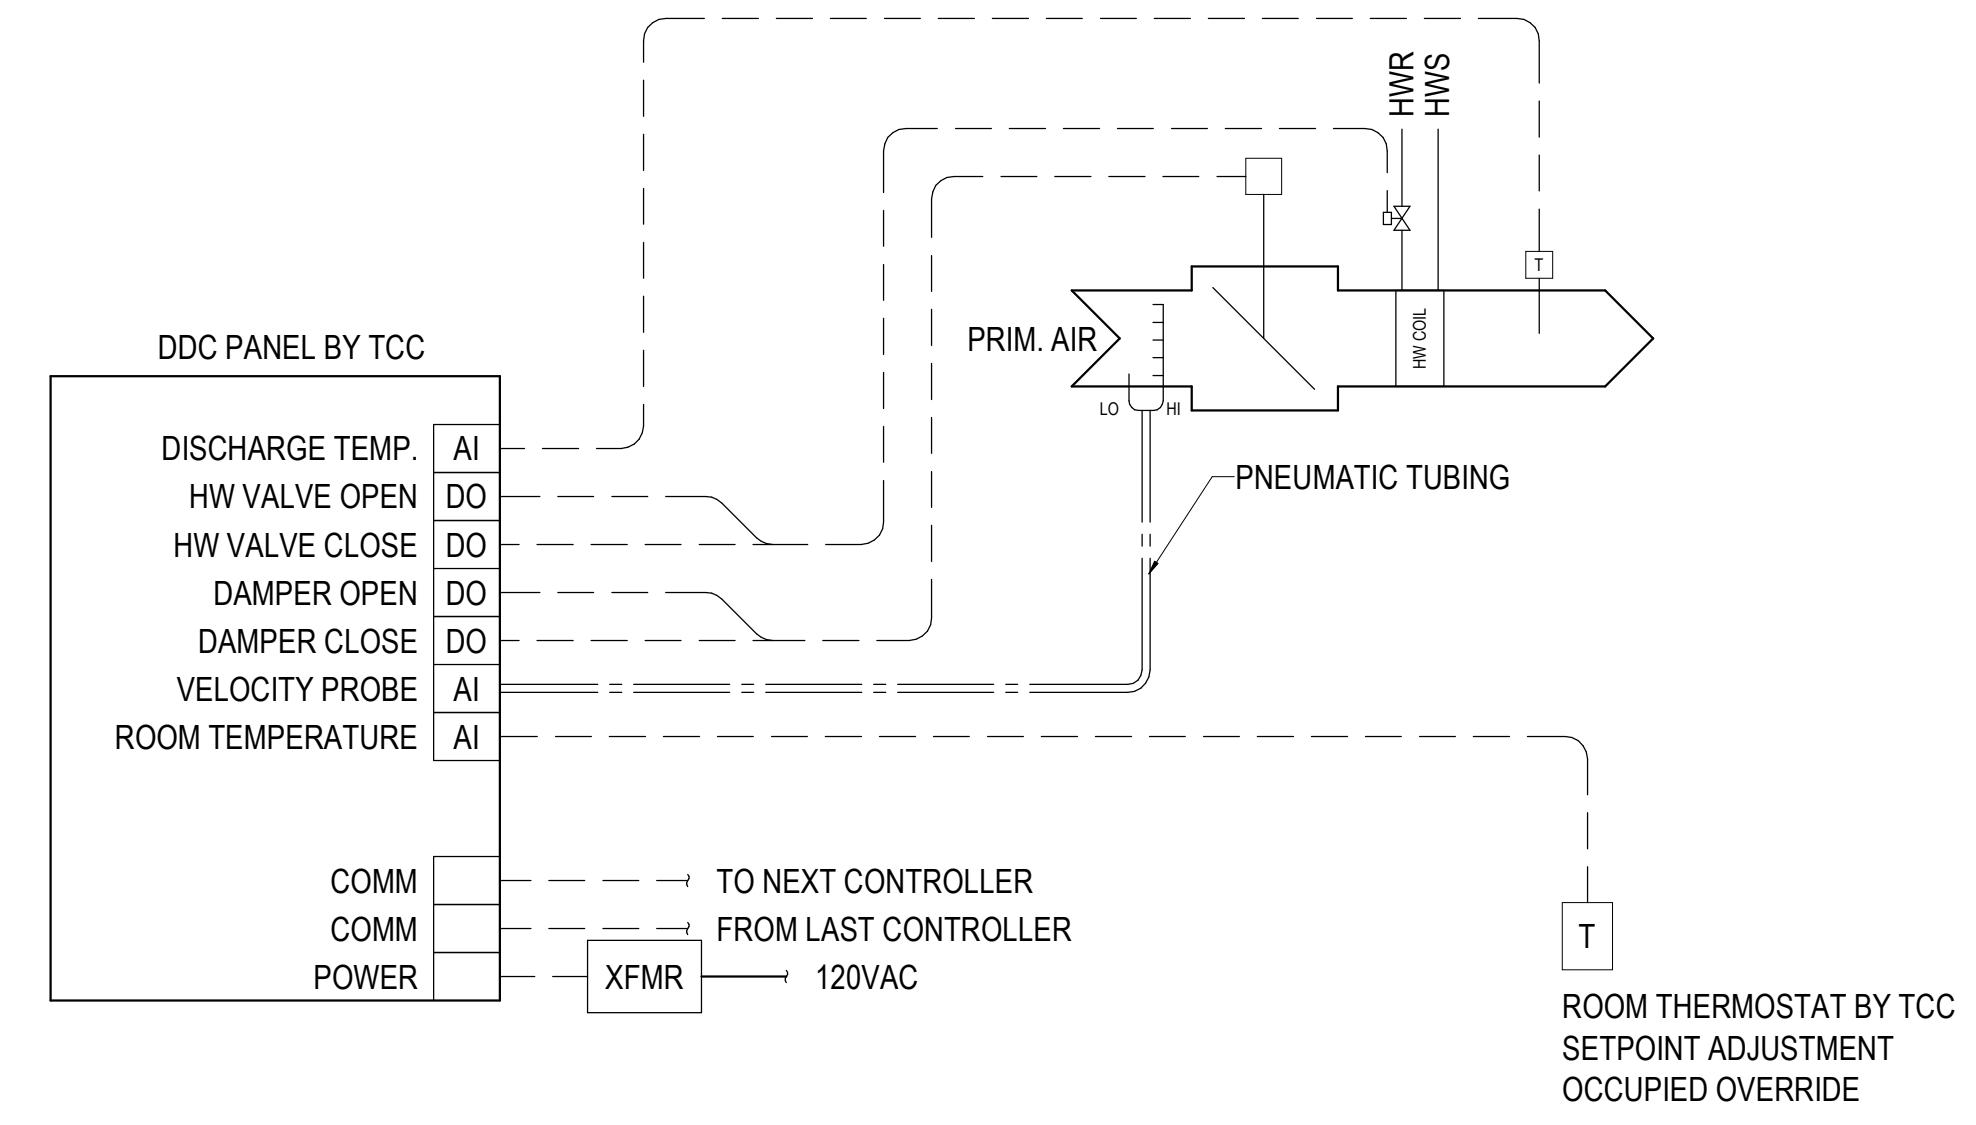 HWR
HWS
T
PRIM. AIR
HW COIL
LO
HI
PNEUMATIC TUBING
DDC PANEL BY TCC
DISCHARGE TEMP. AI
HW VALVE OPEN DO
HW VALVE CLOSE DO
DAMPER OPEN DO
DAMPER CLOSE DO
VELOCITY PROBE AI
ROOM TEMPERATURE AI
COMM TO NEXT CONTROLLER
COMM FROM LAST CONTROLLER
POWER XFMR 120VAC
T
ROOM THERMOSTAT BY TCC
SETPOINT ADJUSTMENT
OCCUPIED OVERRIDE